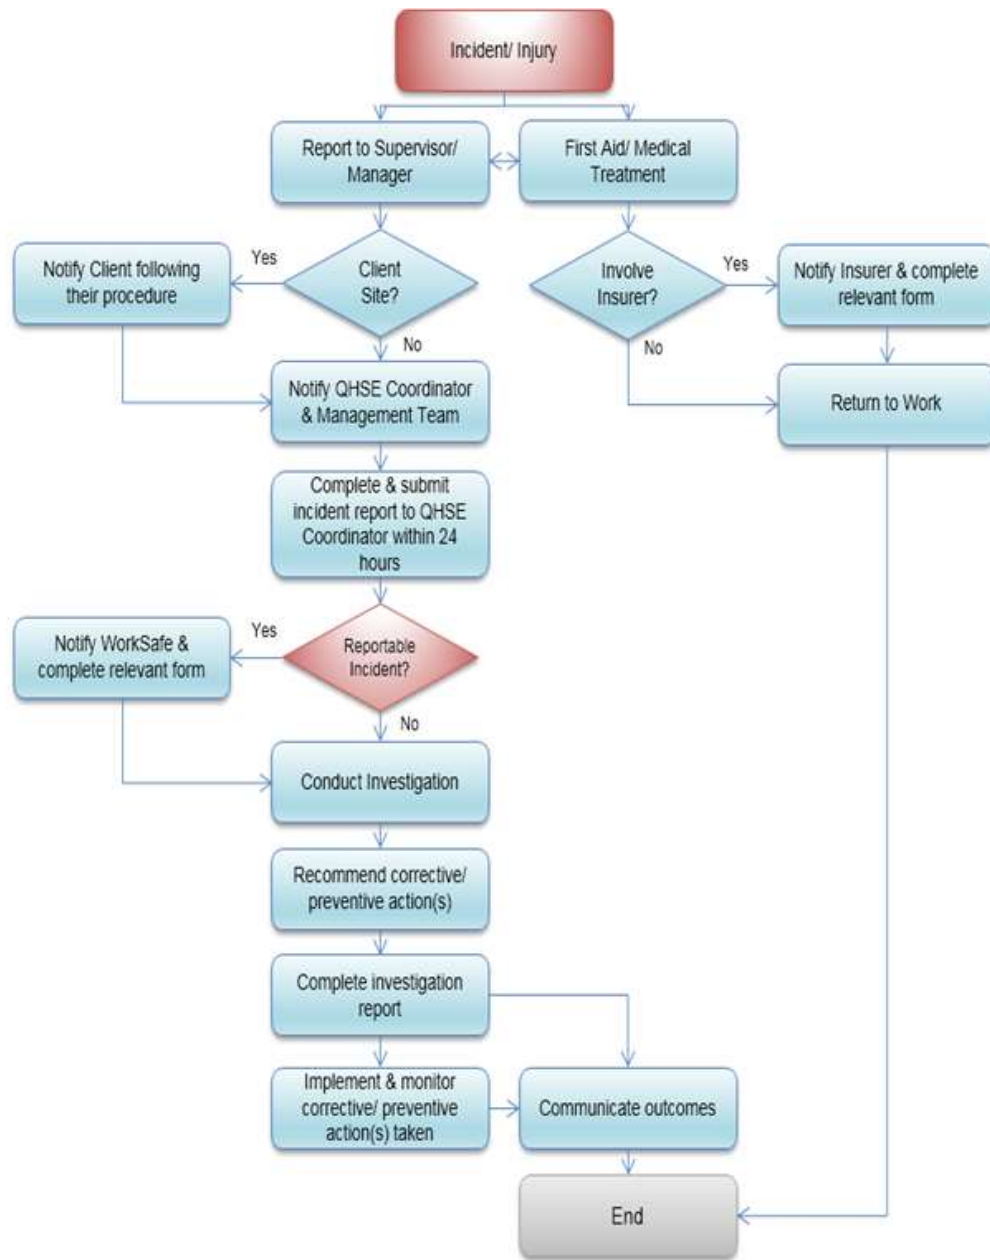 Incident/ Injury
Report to Supervisor/
Manager
First Aid/ Medical
Treatment
Notify Client following
their procedure
Yes
Client
Site?
Involve
Insurer?
Yes
Notify Insurer & complete
relevant form
No
No
Notify QHSE Coordinator
& Management Team
Return to Work
Complete & submit
incident report to QHSE
Coordinator within 24
hours
Notify WorkSafe &
complete relevant form
Yes
Reportable
Incident?
No
Conduct Investigation
Recommend corrective/
preventive action(s)
Complete investigation
report
Implement & monitor
corrective/ preventive
action(s) taken
Communicate outcomes
End